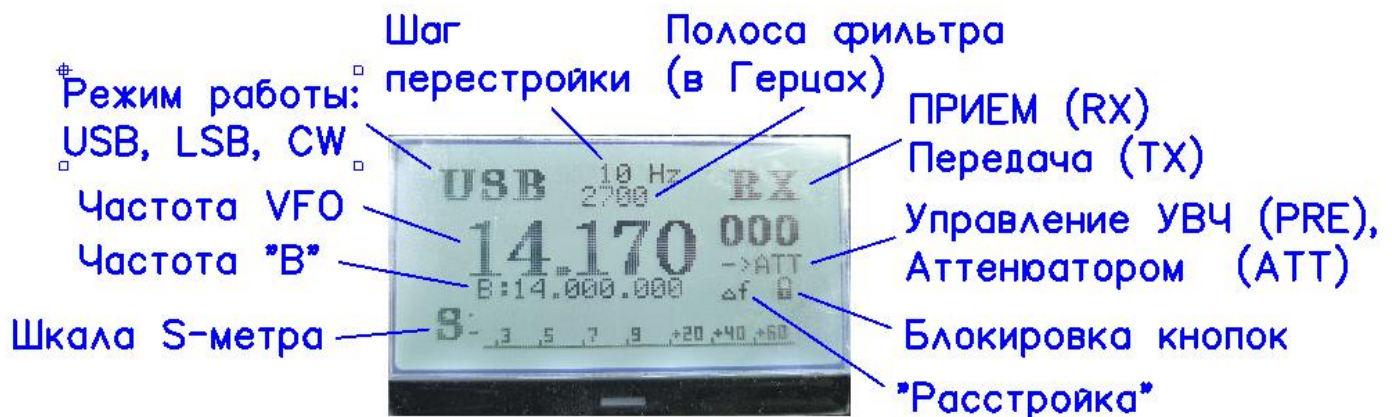 Шаг
перестройки
Полоса фильтра
(в Герцах)
Режим работы:
USB, LSB, CW
ПРИЕМ (RX)
Передача (TX)
Частота VFO
Частота "В"
Управление УВЧ (PRE),
Аттенюатором (ATT)
Шкала S-метра
Блокировка кнопок
"Расстройка"
USB
10 Hz
2700
RX
14.170
000
->ATT
B:14.000.000
△f
S
,3 ,5 ,7 ,9 ,+20 ,+40 ,+60